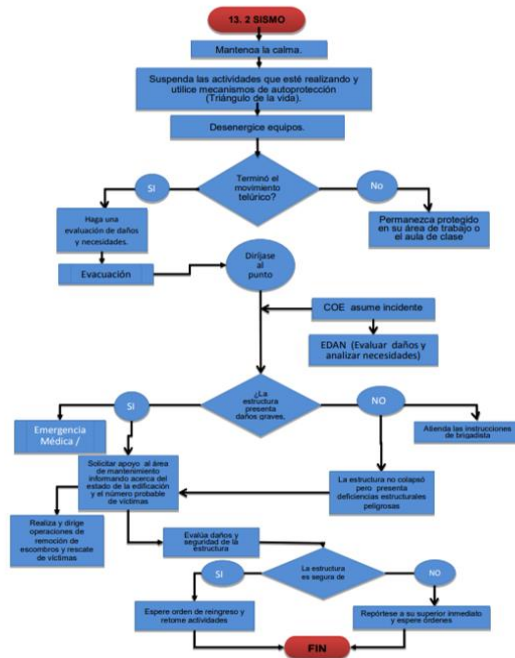 13. 2 SISMO
Mantenoa la calma.
Suspenda las actividades que esté realizando y
utilice mecanismos de autoprotección
(Triángulo de la vida).
Desenergice equipos.
Terminó el
movimiento
telúrico?
SI
No
Haga una
evaluación de daños
y necesidades.
Permanezca protegido
en su área de trabajo o
el aula de clase
Evacuación
Diríjase
al
punto
COE asume incidente
EDAN (Evaluar daños y
analizar necesidades)
¿La
estructura
presenta
daños graves,
SI
NO
Emergencia
Médica /
Atienda las instrucciones de
brigadista
Solicitar apoyo al área
de mantenimiento
informando acerca del
estado de la edificación
y el número probable de
víctimas
La estructura no colapsó
pero presenta
deficiencias estructurales
peligrosas
Realiza y dirige
operaciones de
remoción de
escombros y rescate
de víctimas
Evalúa daños y
seguridad de la
estructura
La estructura
es segura de
SI
NO
Espere orden de reingreso y
retome actividades
Repórtese a su superior inmediato
y espere órdenes
FIN